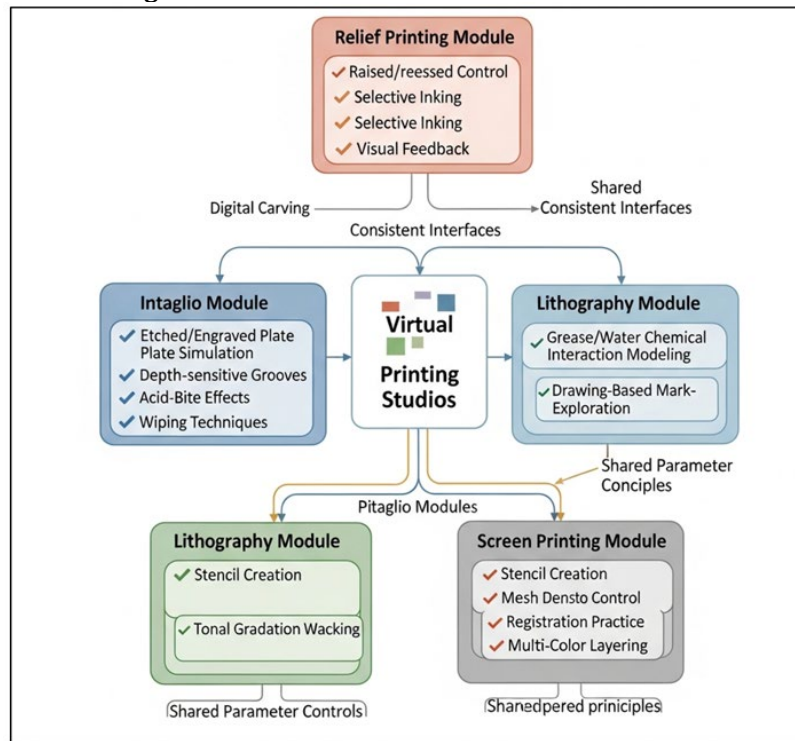 Relief Printing Module
✓ Raised/reessed Control
✓ Selective Inking
✓ Selective Inking
✓ Visual Feedback
Digital Carving
Shared
Consistent Interfaces
Consistent Interfaces
Intaglio Module
✓ Etched/Engraved Plate
Plate Simulation
✓ Depth-sensitive Grooves
✓ Acid-Bite Effects
✓ Wiping Techniques
Virtual
Printing
Studios
Lithography Module
✓ Grease/Water Chemical
Interaction Modeling
✓ Drawing-Based Mark-
Exploration
Shared Parameter
Conciples
Pitaglio Modules
Lithography Module
✓ Stencil Creation
✓ Tonal Gradation Wacking
Shared Parameter Controls
Screen Printing Module
✓ Stencil Creation
✓ Mesh Densto Control
✓ Registration Practice
✓ Multi-Color Layering
Shanedpered priniciples